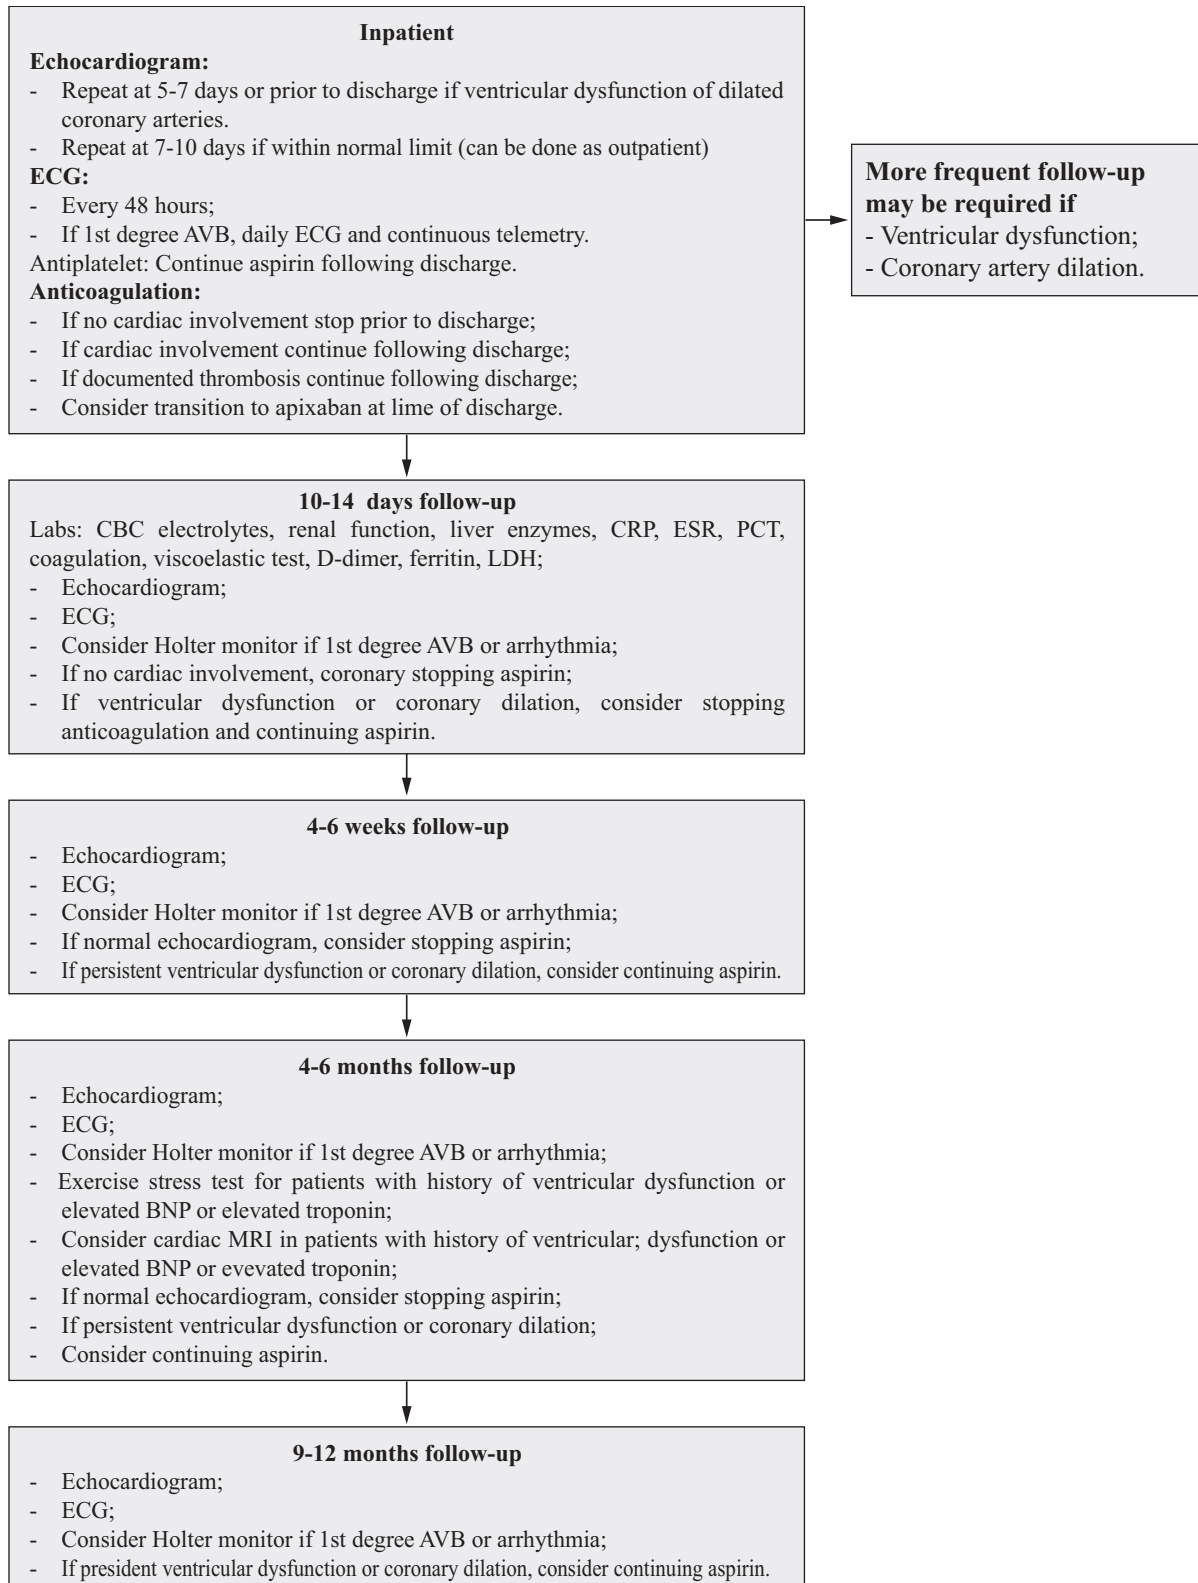 Inpatient
Echocardiogram:
- Repeat at 5-7 days or prior to discharge if ventricular dysfunction of dilated
coronary arteries.
- Repeat at 7-10 days if within normal limit (can be done as outpatient)
ECG:
- Every 48 hours;
- If 1st degree AVB, daily ECG and continuous telemetry.
Antiplatelet: Continue aspirin following discharge.
Anticoagulation:
- If no cardiac involvement stop prior to discharge;
- If cardiac involvement continue following discharge;
- If documented thrombosis continue following discharge;
- Consider transition to apixaban at lime of discharge.
More frequent follow-up
may be required if
- Ventricular dysfunction;
- Coronary artery dilation.
10-14 days follow-up
Labs: CBC electrolytes, renal function, liver enzymes, CRP, ESR, PCT,
coagulation, viscoelastic test, D-dimer, ferritin, LDH;
- Echocardiogram;
- ECG;
- Consider Holter monitor if 1st degree AVB or arrhythmia;
- If no cardiac involvement, coronary stopping aspirin;
- If ventricular dysfunction or coronary dilation, consider stopping
anticoagulation and continuing aspirin.
4-6 weeks follow-up
- Echocardiogram;
- ECG;
- Consider Holter monitor if 1st degree AVB or arrhythmia;
- If normal echocardiogram, consider stopping aspirin;
- If persistent ventricular dysfunction or coronary dilation, consider continuing aspirin.
4-6 months follow-up
- Echocardiogram;
- ECG;
- Consider Holter monitor if 1st degree AVB or arrhythmia;
- Exercise stress test for patients with history of ventricular dysfunction or
elevated BNP or elevated troponin;
- Consider cardiac MRI in patients with history of ventricular; dysfunction or
elevated BNP or evevated troponin;
- If normal echocardiogram, consider stopping aspirin;
- If persistent ventricular dysfunction or coronary dilation;
- Consider continuing aspirin.
9-12 months follow-up
- Echocardiogram;
- ECG;
- Consider Holter monitor if 1st degree AVB or arrhythmia;
- If president ventricular dysfunction or coronary dilation, consider continuing aspirin.